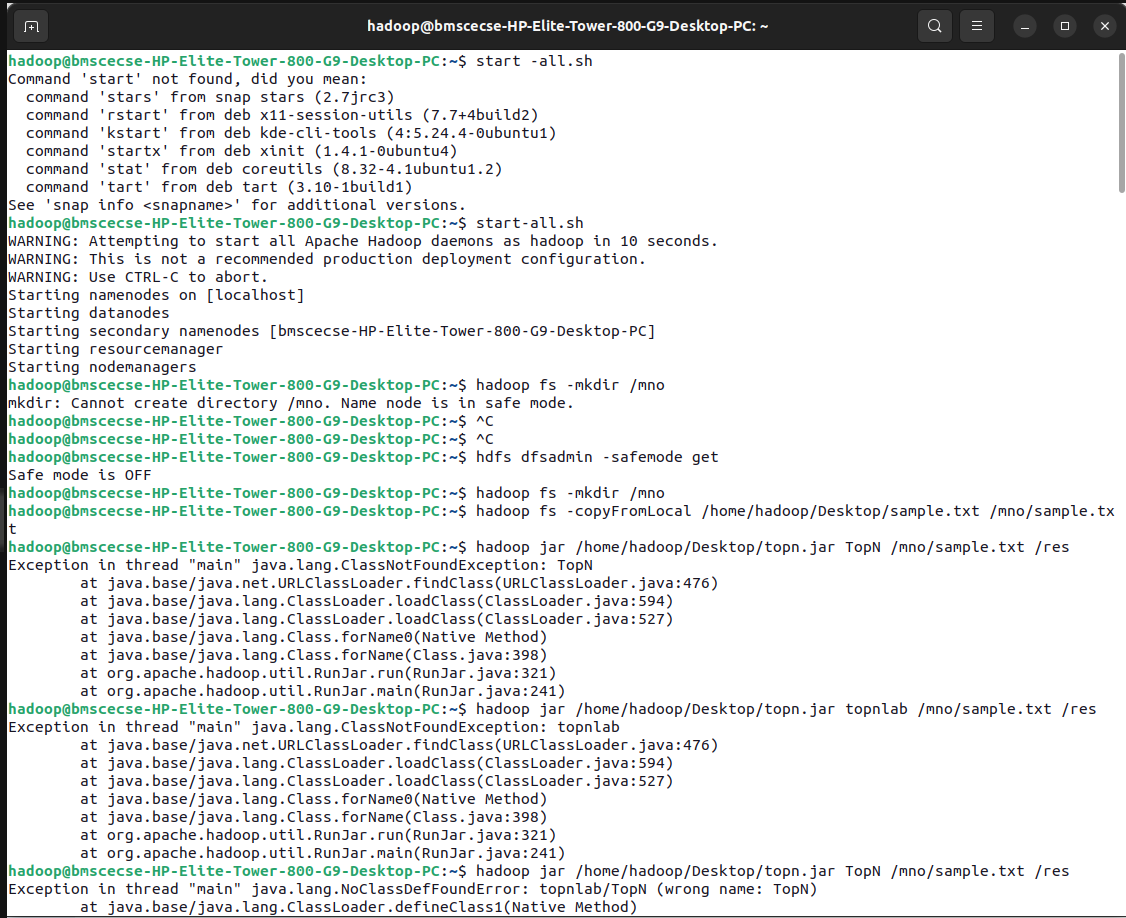 hadoop@bmscecse-HP-Elite-Tower-800-G9-Desktop-PC: ~
hadoop@bmscecse-HP-Elite-Tower-800-G9-Desktop-PC:~$ start -all.sh
Command 'start' not found, did you mean:
  command 'stars' from snap stars (2.7jrc3)
  command 'rstart' from deb x11-session-utils (7.7+4build2)
  command 'kstart' from deb kde-cli-tools (4:5.24.4-0ubuntu1)
  command 'startx' from deb xinit (1.4.1-0ubuntu4)
  command 'stat' from deb coreutils (8.32-4.1ubuntu1.2)
  command 'tart' from deb tart (3.10-1build1)
See 'snap info <snapname>' for additional versions.
hadoop@bmscecse-HP-Elite-Tower-800-G9-Desktop-PC:~$ start-all.sh
WARNING: Attempting to start all Apache Hadoop daemons as hadoop in 10 seconds.
WARNING: This is not a recommended production deployment configuration.
WARNING: Use CTRL-C to abort.
Starting namenodes on [localhost]
Starting datanodes
Starting secondary namenodes [bmscecse-HP-Elite-Tower-800-G9-Desktop-PC]
Starting resourcemanager
Starting nodemanagers
hadoop@bmscecse-HP-Elite-Tower-800-G9-Desktop-PC:~$ hadoop fs -mkdir /mno
mkdir: Cannot create directory /mno. Name node is in safe mode.
hadoop@bmscecse-HP-Elite-Tower-800-G9-Desktop-PC:~$ ^C
hadoop@bmscecse-HP-Elite-Tower-800-G9-Desktop-PC:~$ ^C
hadoop@bmscecse-HP-Elite-Tower-800-G9-Desktop-PC:~$ hdfs dfsadmin -safemode get
Safe mode is OFF
hadoop@bmscecse-HP-Elite-Tower-800-G9-Desktop-PC:~$ hadoop fs -mkdir /mno
hadoop@bmscecse-HP-Elite-Tower-800-G9-Desktop-PC:~$ hadoop fs -copyFromLocal /home/hadoop/Desktop/sample.txt /mno/sample.tx
t
hadoop@bmscecse-HP-Elite-Tower-800-G9-Desktop-PC:~$ hadoop jar /home/hadoop/Desktop/topn.jar TopN /mno/sample.txt /res
Exception in thread "main" java.lang.ClassNotFoundException: TopN
        at java.base/java.net.URLClassLoader.findClass(URLClassLoader.java:476)
        at java.base/java.lang.ClassLoader.loadClass(ClassLoader.java:594)
        at java.base/java.lang.ClassLoader.loadClass(ClassLoader.java:527)
        at java.base/java.lang.Class.forName0(Native Method)
        at java.base/java.lang.Class.forName(Class.java:398)
        at org.apache.hadoop.util.RunJar.run(RunJar.java:321)
        at org.apache.hadoop.util.RunJar.main(RunJar.java:241)
hadoop@bmscecse-HP-Elite-Tower-800-G9-Desktop-PC:~$ hadoop jar /home/hadoop/Desktop/topn.jar topnlab /mno/sample.txt /res
Exception in thread "main" java.lang.ClassNotFoundException: topnlab
        at java.base/java.net.URLClassLoader.findClass(URLClassLoader.java:476)
        at java.base/java.lang.ClassLoader.loadClass(ClassLoader.java:594)
        at java.base/java.lang.ClassLoader.loadClass(ClassLoader.java:527)
        at java.base/java.lang.Class.forName0(Native Method)
        at java.base/java.lang.Class.forName(Class.java:398)
        at org.apache.hadoop.util.RunJar.run(RunJar.java:321)
        at org.apache.hadoop.util.RunJar.main(RunJar.java:241)
hadoop@bmscecse-HP-Elite-Tower-800-G9-Desktop-PC:~$ hadoop jar /home/hadoop/Desktop/topn.jar TopN /mno/sample.txt /res
Exception in thread "main" java.lang.NoClassDefFoundError: topnlab/TopN (wrong name: TopN)
        at java.base/java.lang.ClassLoader.defineClass1(Native Method)